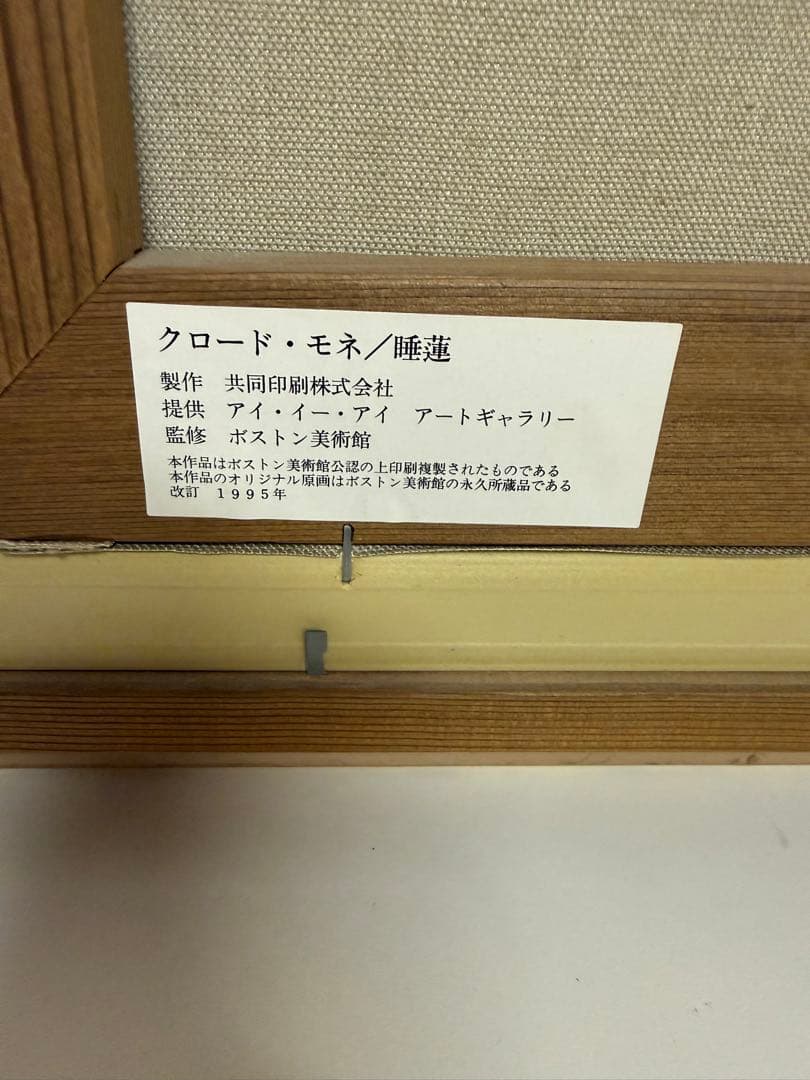 クロード・モネ／睡蓮
製作　共同印刷株式会社
提供　アイ・イー・アイ　アートギャラリー
監修　ボストン美術館
本作品はボストン美術館公認の上印刷複製されたものである
本作品のオリジナル原画はボストン美術館の永久所蔵品である
改訂　１９９５年